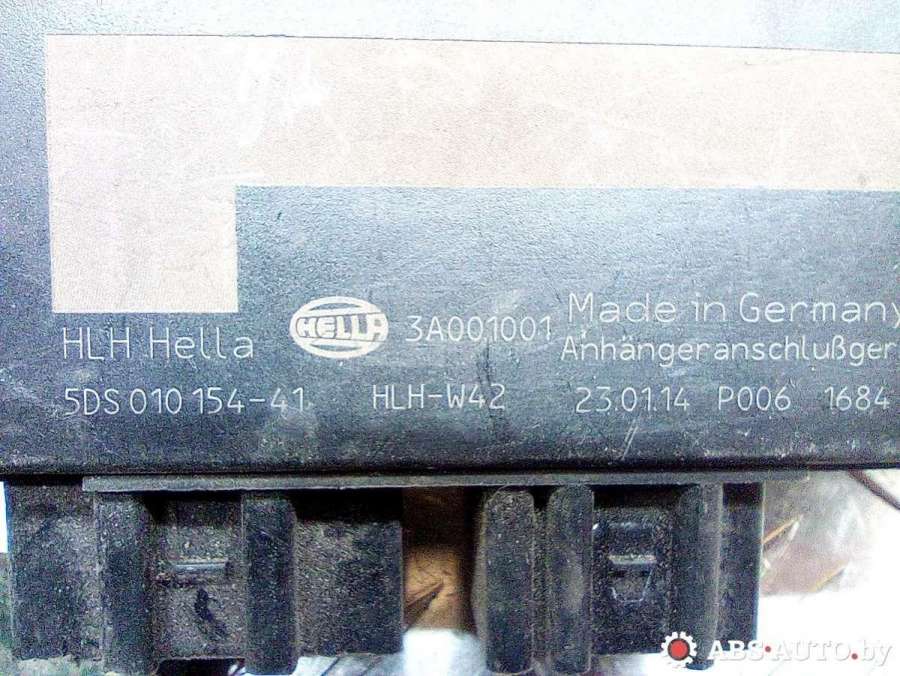 HLH Hella HELLA 3A001001 Made in Germany
Anhängeranschlußger
5DS 010 154-41 HLH-W42 23.01.14 P006 1684
ABS-AUTO.by